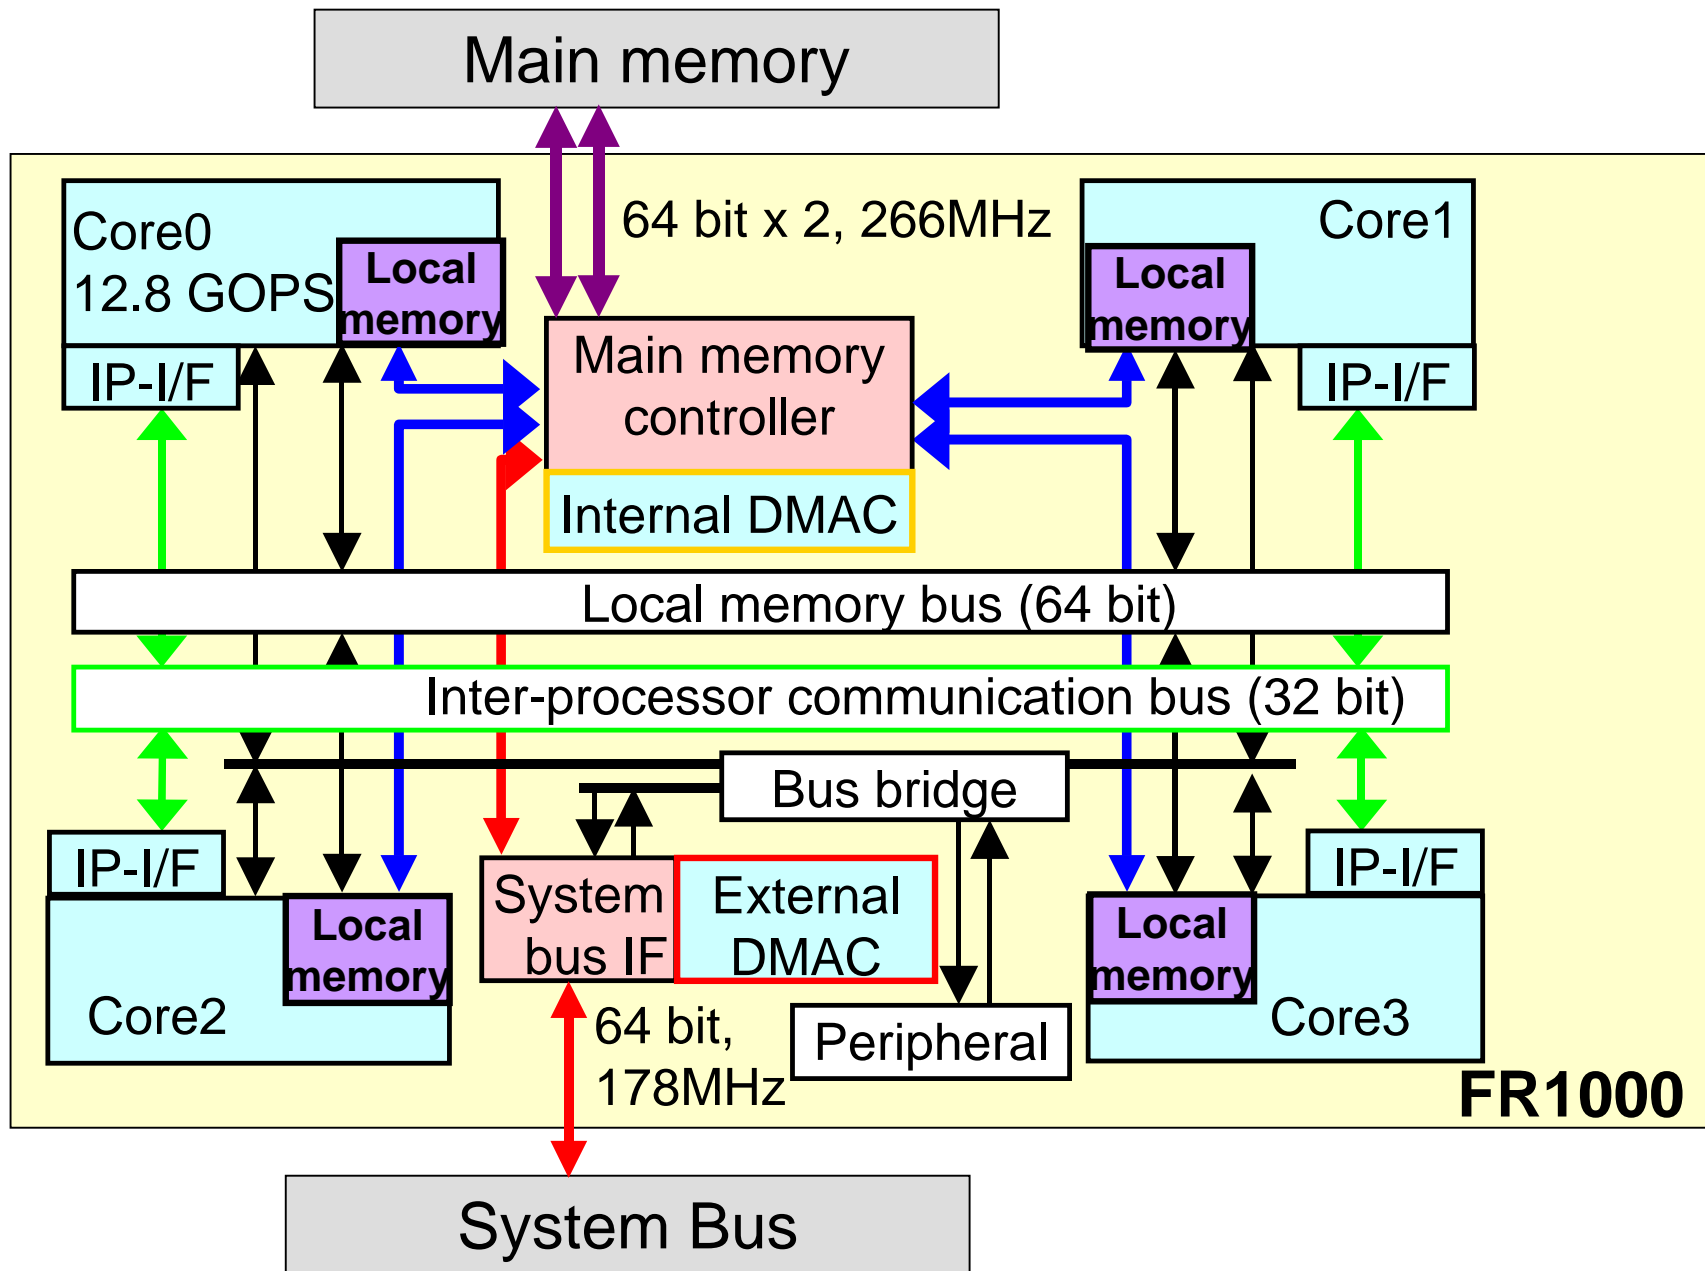 Main memory
64 bit x 2, 266MHz
Core0
12.8 GOPS
Local
memory
IP-I/F
Core1
Local
memory
IP-I/F
Main memory
controller
Internal DMAC
Local memory bus (64 bit)
Inter-processor communication bus (32 bit)
Bus bridge
IP-I/F
Local
memory
Core2
System
bus IF
External
DMAC
64 bit,
178MHz
Peripheral
IP-I/F
Local
memory
Core3
FR1000
System Bus